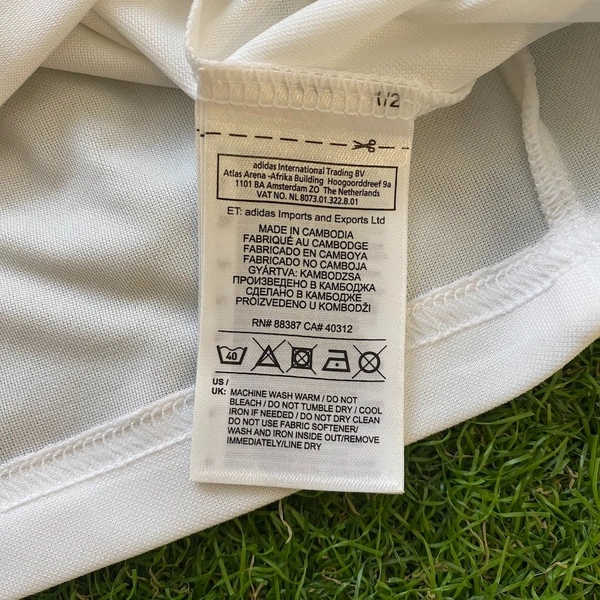 1/2
adidas International Trading BV
Atlas Arena -Afrika Building Hoogoorddreef 9a
1101 BA Amsterdam ZO The Netherlands
VAT NO. NL 8073.01.322.B.01
ET: adidas Imports and Exports Ltd
MADE IN CAMBODIA
FABRIQUÉ AU CAMBODGE
FABRICADO EN CAMBOYA
FABRICADO NO CAMBOJA
GYÁRTVA: KAMBODZSA
ПРОИЗВЕДЕНО В КАМБОДЖА
СДЕЛАНО В КАМБОДЖЕ
PROIZVEDENO U KOMBODŽI
RN# 88387 CA# 40312
40
US /
UK: MACHINE WASH WARM / DO NOT
BLEACH / DO NOT TUMBLE DRY / COOL
IRON IF NEEDED / DO NOT DRY CLEAN
DO NOT USE FABRIC SOFTENER/
WASH AND IRON INSIDE OUT/REMOVE
IMMEDIATELY/LINE DRY